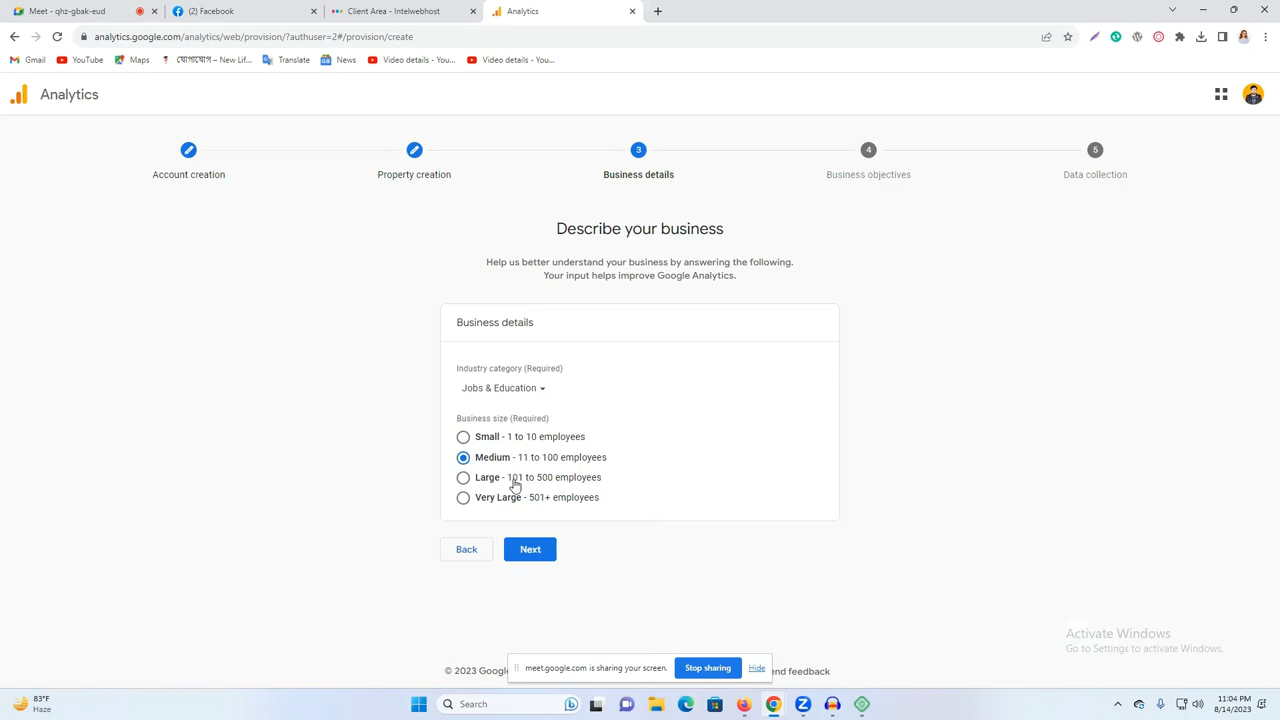 Meet - qhz-gbak-eud
(2) Facebook
Client Area - Intelwebhost
Analytics
analytics.google.com/analytics/web/provision/?authuser=2#/provision/create
Gmail
YouTube
Maps
যোগাযোগ – New Lif...
Translate
News
Video details - You...
Video details - You...
Analytics
3
4
5
Account creation
Property creation
Business details
Business objectives
Data collection
Describe your business
Help us better understand your business by answering the following.
Your input helps improve Google Analytics.
Business details
Industry category (Required)
Jobs & Education
Business size (Required)
Small - 1 to 10 employees
Medium - 11 to 100 employees
Large - 101 to 500 employees
Very Large - 501+ employees
Back
Next
Activate Windows
Go to Settings to activate Windows.
© 2023 Google
meet.google.com is sharing your screen.
Stop sharing
Hide
end feedback
83°F
Haze
Search
11:04 PM
8/14/2023